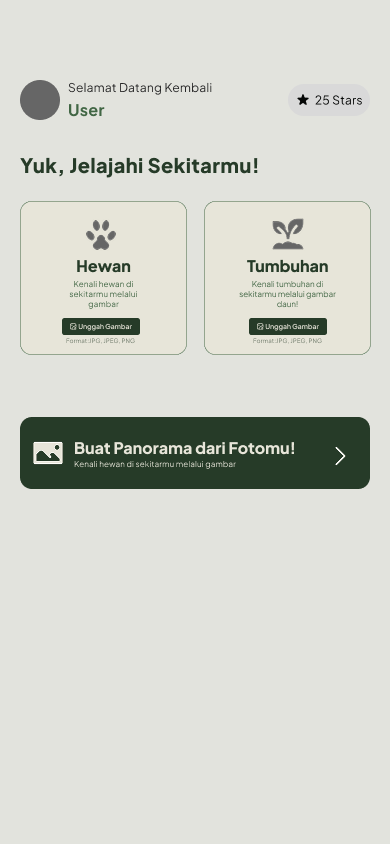 Selamat Datang Kembali
User
25 Stars
Yuk, Jelajahi Sekitarmu!
Hewan
Kenali hewan di
sekitarmu melalui
gambar
Unggah Gambar
Format:JPG, JPEG, PNG
Tumbuhan
Kenali tumbuhan di
sekitarmu melalui gambar
daun!
Unggah Gambar
Format:JPG, JPEG, PNG
Buat Panorama dari Fotomu!
Kenali hewan di sekitarmu melalui gambar